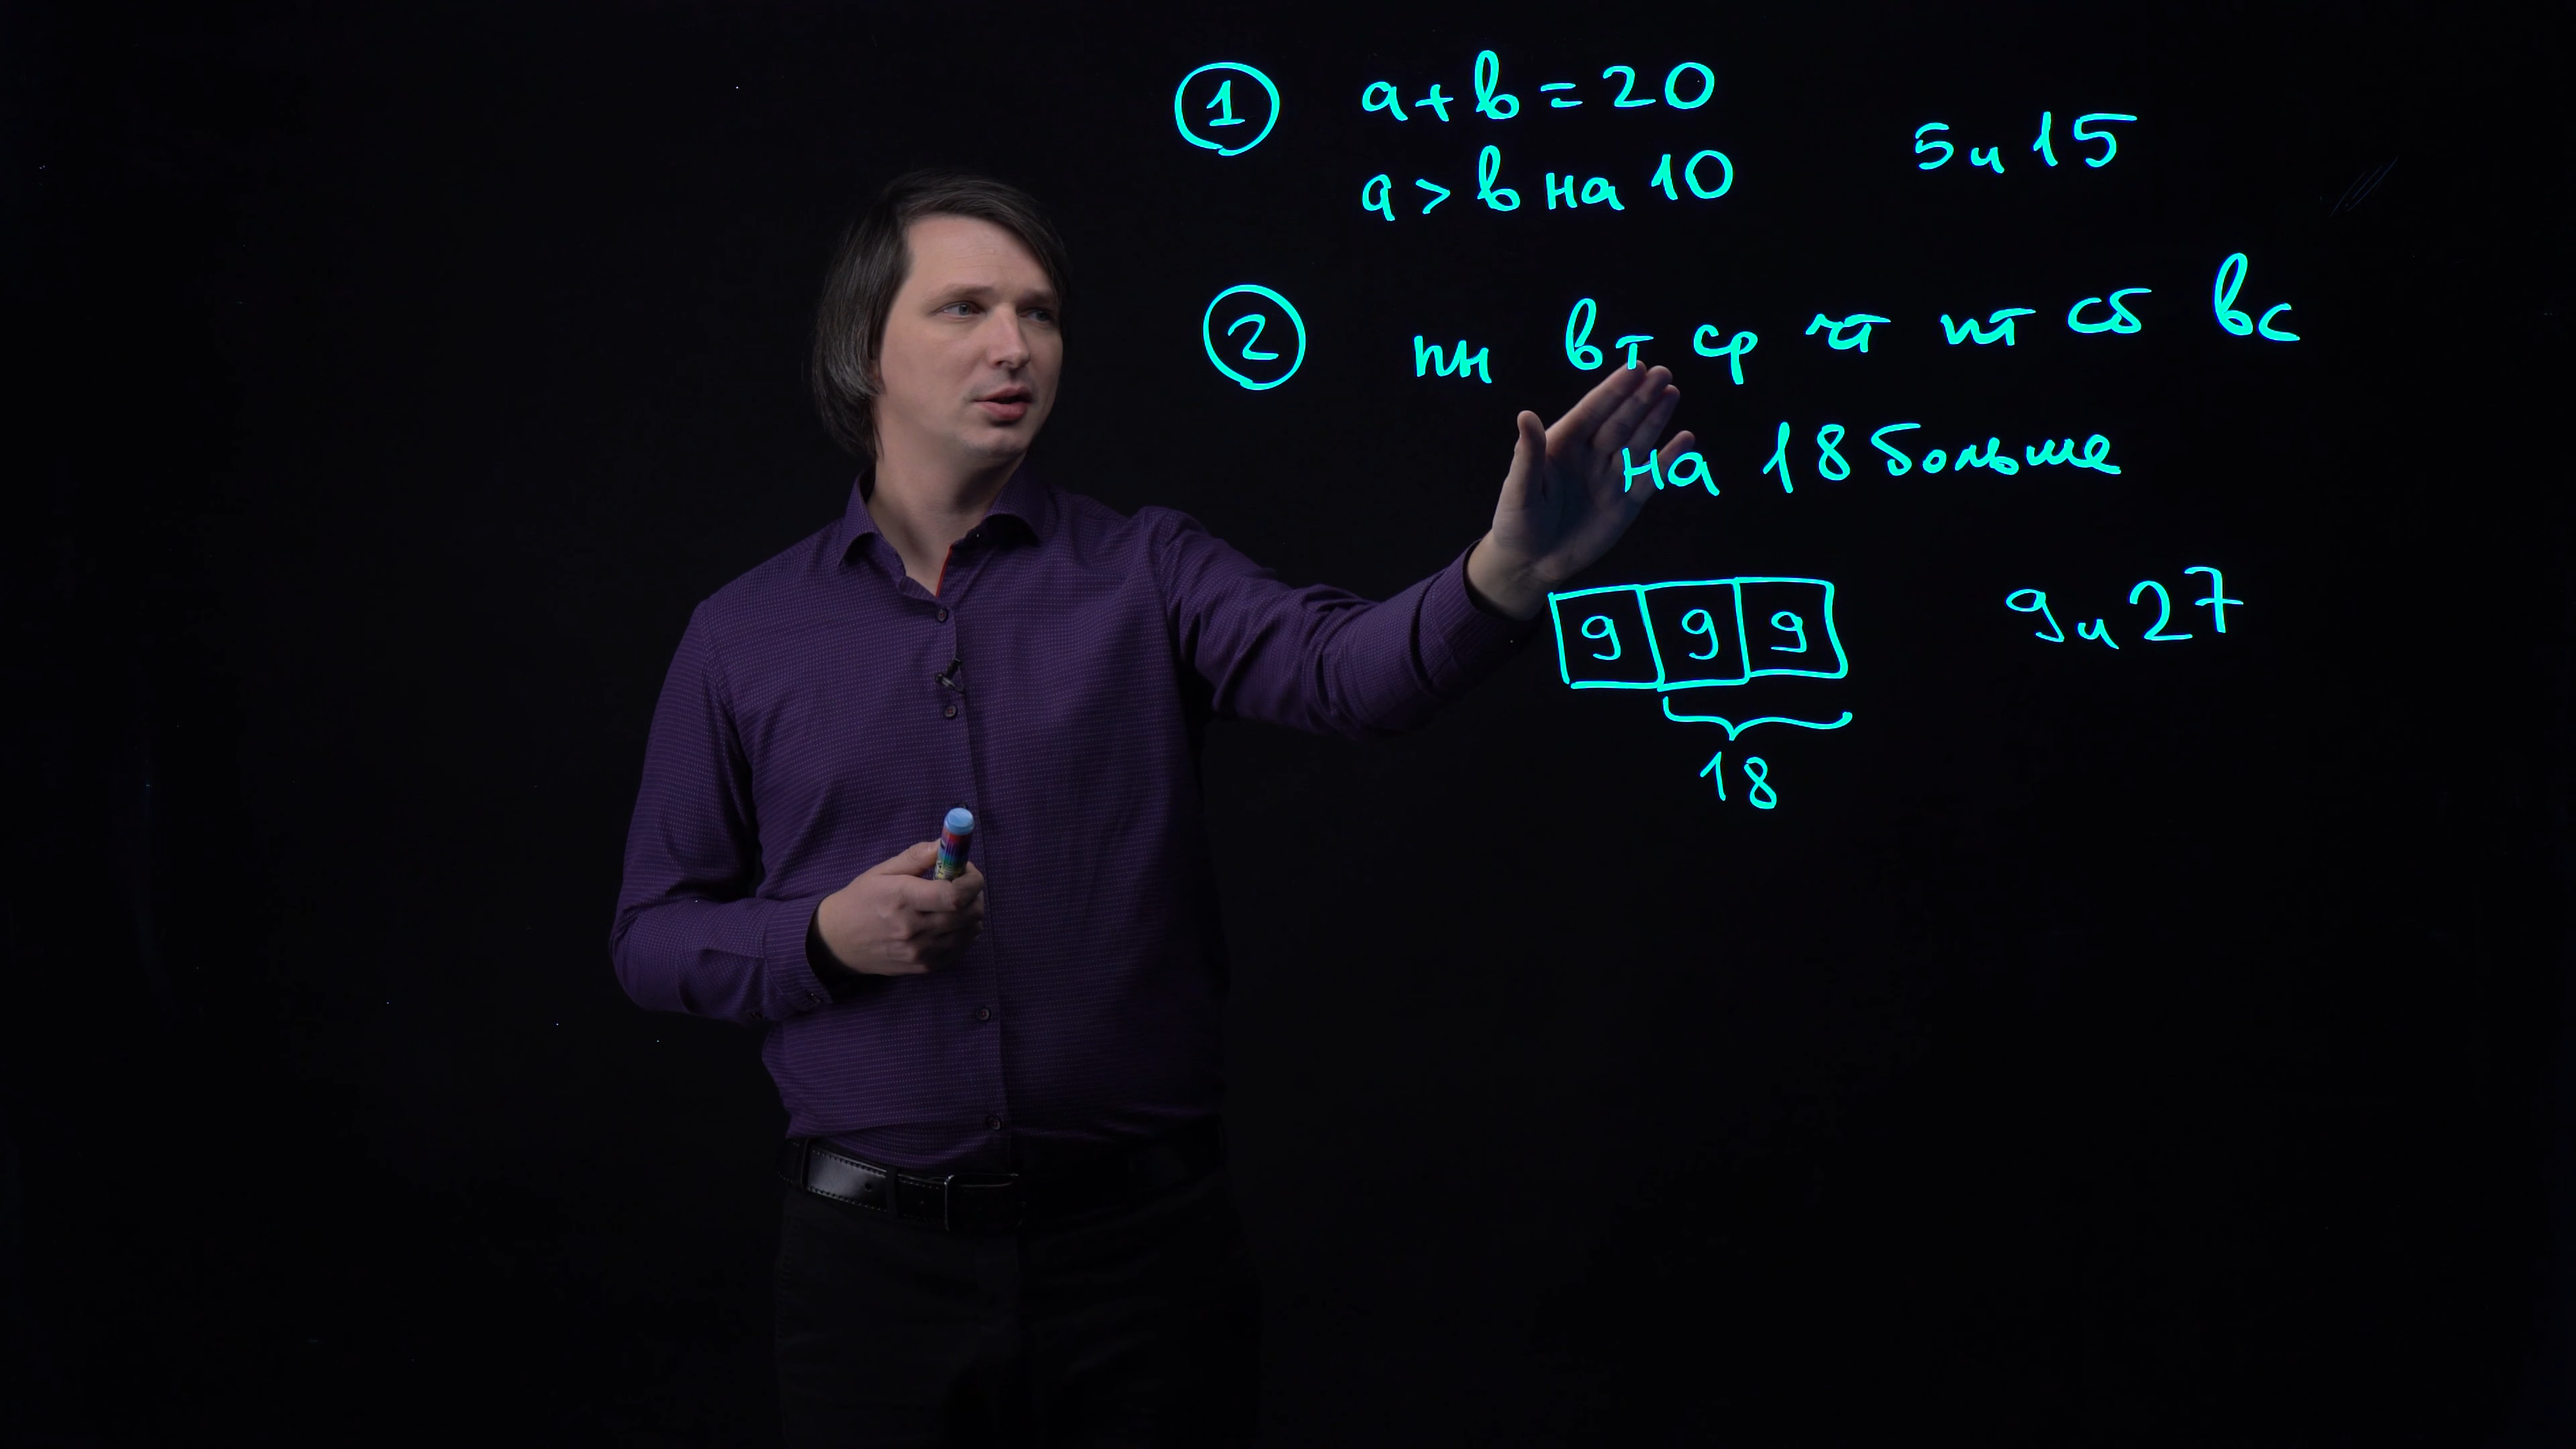 1 a + b = 20
a > b на 10
5 и 15
2 пн вт ср чт пт сб вс
на 18 больше
9 9 9
9 и 27
18